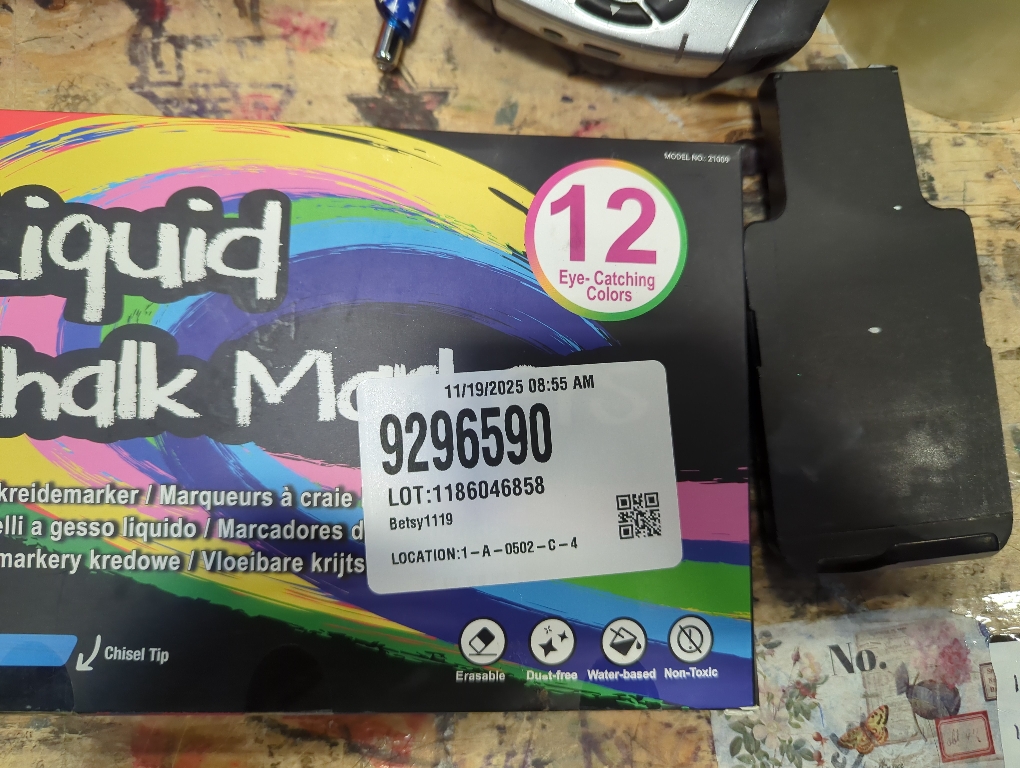 MODEL NO.: 21009
12
Eye- Catching
Colors
Liquid
halk Mar
11/19/2025 08:55 AM
9296590
LOT:1186046858
Betsy1119
LOCATION:1-A-0502-C-4
kreidemarker / Marqueurs à craie
elli a gesso liquido / Marcadores d
markery kredowe / Vloeibare krijts
Chisel Tip
Erasable
Dust-free
Water-based
Non-Toxic
No.